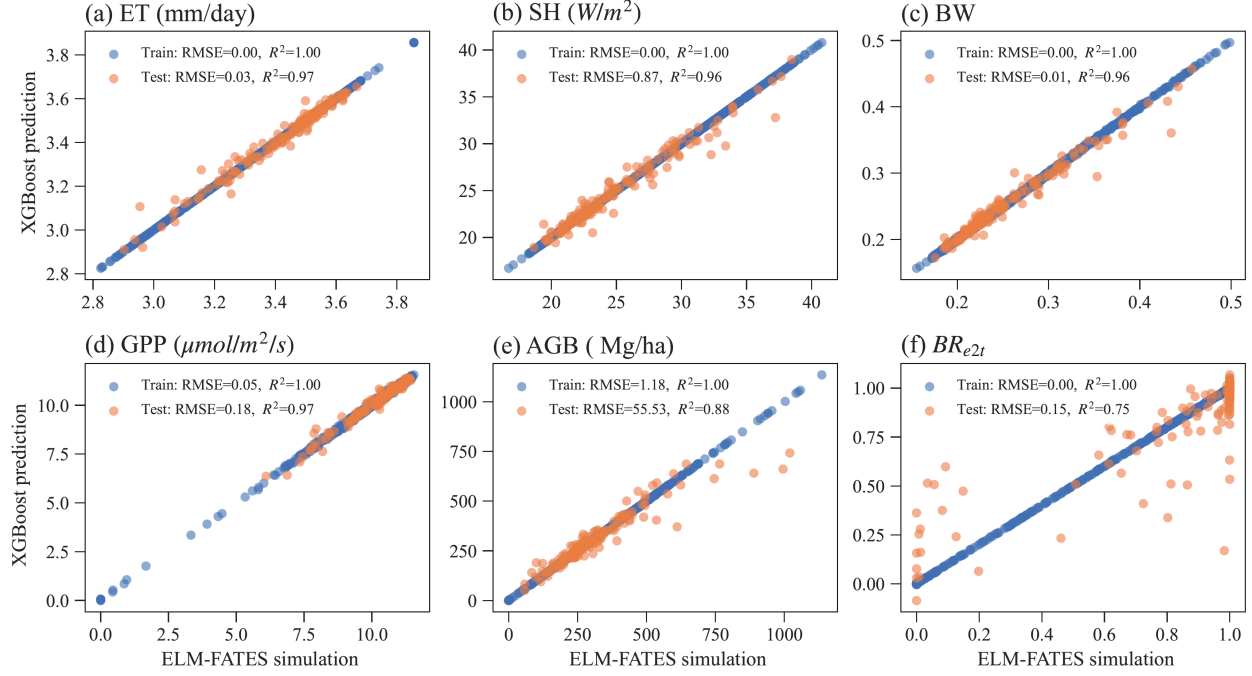 (a) ET (mm/day)
Train: RMSE=0.00, R²=1.00
Test: RMSE=0.03, R²=0.97
XGBoost prediction
3.8
3.6
3.4
3.2
3.0
2.8
2.8 3.0 3.2 3.4 3.6 3.8
(b) SH (W/m²)
Train: RMSE=0.00, R²=1.00
Test: RMSE=0.87, R²=0.96
40
35
30
25
20
20 25 30 35 40
(c) BW
Train: RMSE=0.00, R²=1.00
Test: RMSE=0.01, R²=0.96
0.5
0.4
0.3
0.2
0.2 0.3 0.4 0.5
(d) GPP (μmol/m²/s)
Train: RMSE=0.05, R²=1.00
Test: RMSE=0.18, R²=0.97
XGBoost prediction
10.0
7.5
5.0
2.5
0.0
0.0 2.5 5.0 7.5 10.0
ELM-FATES simulation
(e) AGB ( Mg/ha)
Train: RMSE=1.18, R²=1.00
Test: RMSE=55.53, R²=0.88
1000
750
500
250
0
0 250 500 750 1000
ELM-FATES simulation
(f) BRₑ₂ₜ
Train: RMSE=0.00, R²=1.00
Test: RMSE=0.15, R²=0.75
1.00
0.75
0.50
0.25
0.00
0.0 0.2 0.4 0.6 0.8 1.0
ELM-FATES simulation